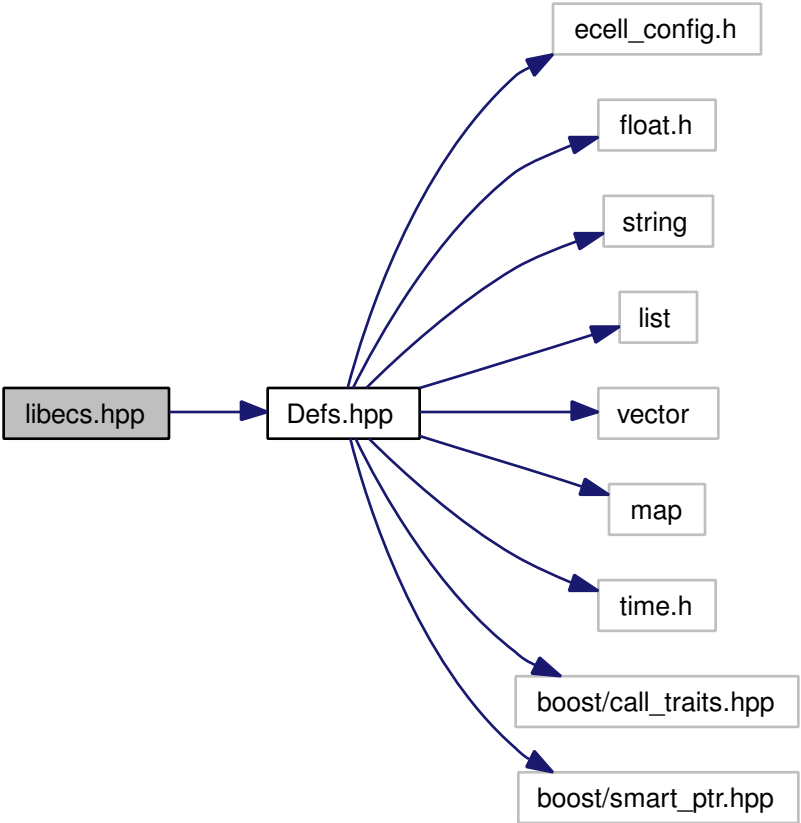 ecell_config.h
float.h
string
list
libecs.hpp
Defs.hpp
vector
map
time.h
boost/call_traits.hpp
boost/smart_ptr.hpp